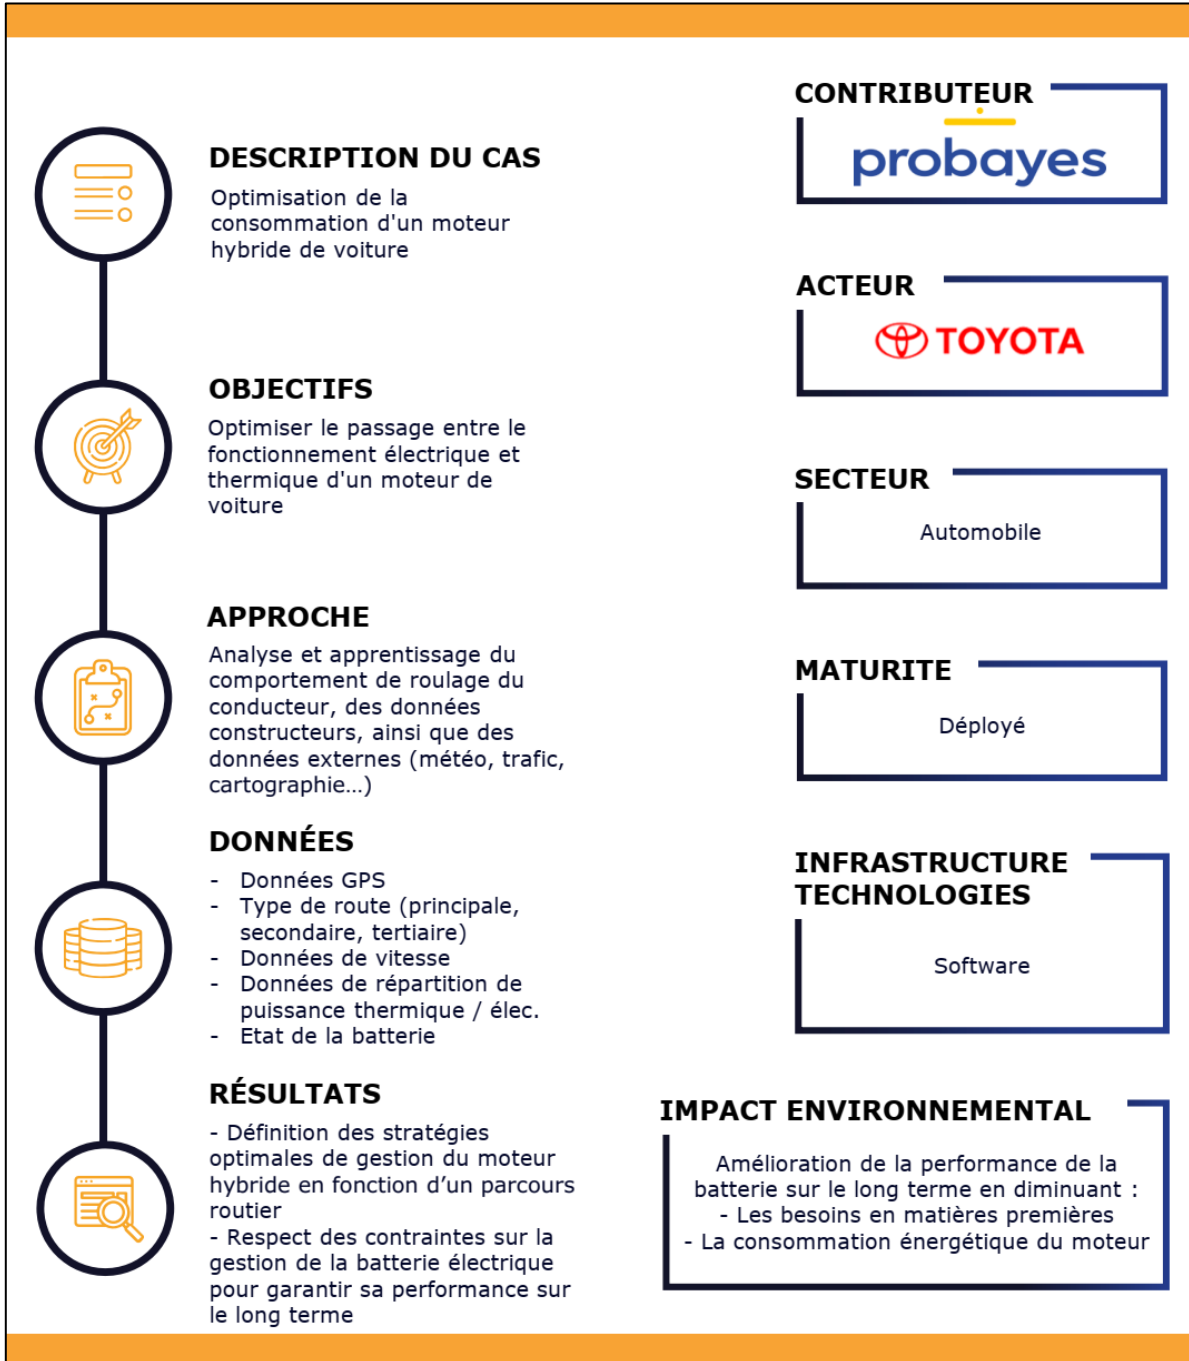 DESCRIPTION DU CAS
Optimisation de la
consommation d'un moteur
hybride de voiture
OBJECTIFS
Optimiser le passage entre le
fonctionnement électrique et
thermique d'un moteur de
voiture
APPROCHE
Analyse et apprentissage du
comportement de roulage du
conducteur, des données
constructeurs, ainsi que des
données externes (météo, trafic,
cartographie…)
DONNÉES
- Données GPS
- Type de route (principale,
secondaire, tertiaire)
- Données de vitesse
- Données de répartition de
puissance thermique / élec.
- Etat de la batterie
RÉSULTATS
- Définition des stratégies
optimales de gestion du moteur
hybride en fonction d’un parcours
routier
- Respect des contraintes sur la
gestion de la batterie électrique
pour garantir sa performance sur
le long terme
CONTRIBUTEUR
probayes
ACTEUR
TOYOTA
SECTEUR
Automobile
MATURITE
Déployé
INFRASTRUCTURE
TECHNOLOGIES
Software
IMPACT ENVIRONNEMENTAL
Amélioration de la performance de la
batterie sur le long terme en diminuant :
- Les besoins en matières premières
- La consommation énergétique du moteur